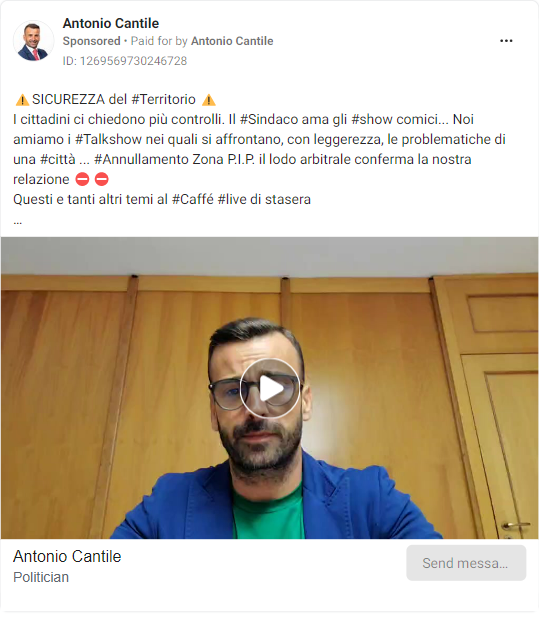 Antonio Cantile
Sponsored • Paid for by Antonio Cantile
ID: 1269569730246728
⚠️SICUREZZA del #Territorio ⚠️
I cittadini ci chiedono più controlli. Il #Sindaco ama gli #show comici... Noi
amiamo i #Talkshow nei quali si affrontano, con leggerezza, le problematiche di
una #città ... #Annullamento Zona P.I.P. il lodo arbitrale conferma la nostra
relazione ⛔ ⛔
Questi e tanti altri temi al #Caffé #live di stasera
...
Antonio Cantile
Politician
Send messa...